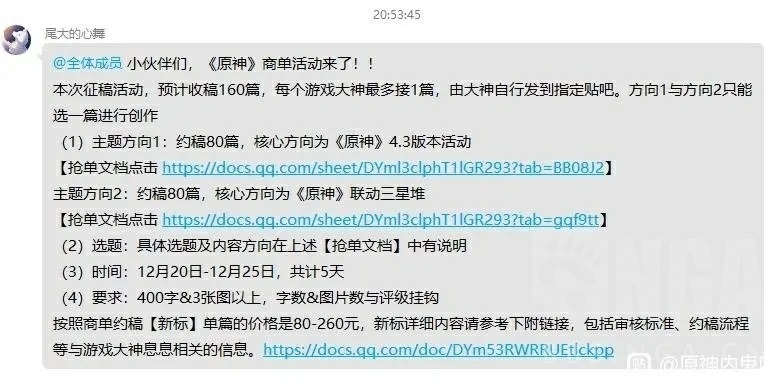 20:53:45
尾大的心舞
@全体成员 小伙伴们，《原神》商单活动来了！！
本次征稿活动，预计收稿160篇，每个游戏大神最多接1篇，由大神自行发到指定贴吧。方向1与方向2只能
选一篇进行创作
（1）主题方向1：约稿80篇，核心方向为《原神》4.3版本活动
【抢单文档点击 https://docs.qq.com/sheet/DYml3clphT1lGR293?tab=BB08J2】
主题方向2：约稿80篇，核心方向为《原神》联动三星堆
【抢单文档点击 https://docs.qq.com/sheet/DYml3clphT1lGR293?tab=gqf9tt】
（2）选题：具体选题及内容方向在上述【抢单文档】中有说明
（3）时间：12月20日-12月25日，共计5天
（4）要求：400字&3张图以上，字数&图片数与评级挂钩
按照商单约稿【新标】单篇的价格是80-260元，新标详细内容请参考下附链接，包括审核标准、约稿流程
等与游戏大神息息相关的信息。https://docs.qq.com/doc/DYm53RWRRUEtlckpp
NGA
贴 @原神内鬼